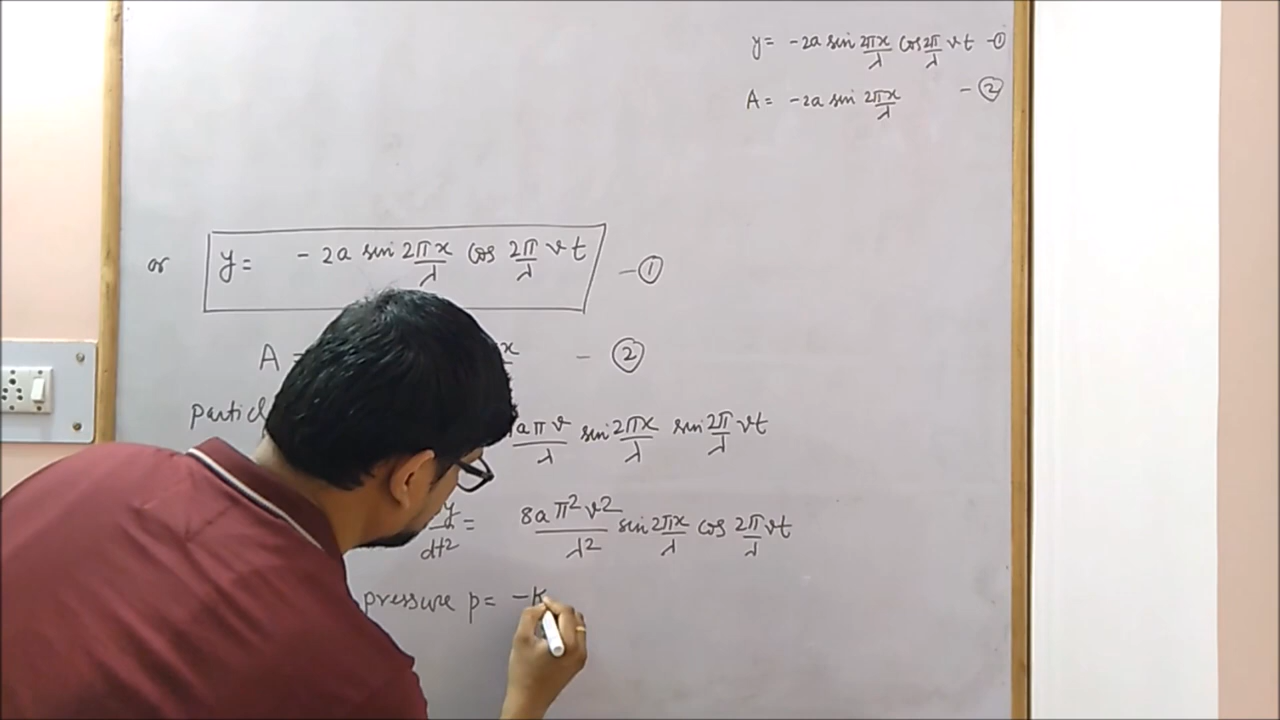 y = -2a sin 2πx/λ cos 2π/λ vt -①
A = -2a sin 2πx/λ -②
or y = -2a sin 2πx/λ cos 2π/λ vt -①
A = x -②
aπv/λ sin 2πx/λ sin 2π/λ vt
y/dt² = 8aπ²v²/λ² sin 2πx/λ cos 2π/λ vt
pressure p = -K